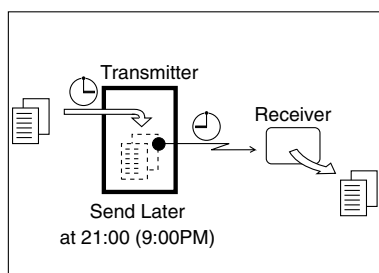 Transmitter
Receiver
Send Later
at 21:00 (9:00PM)